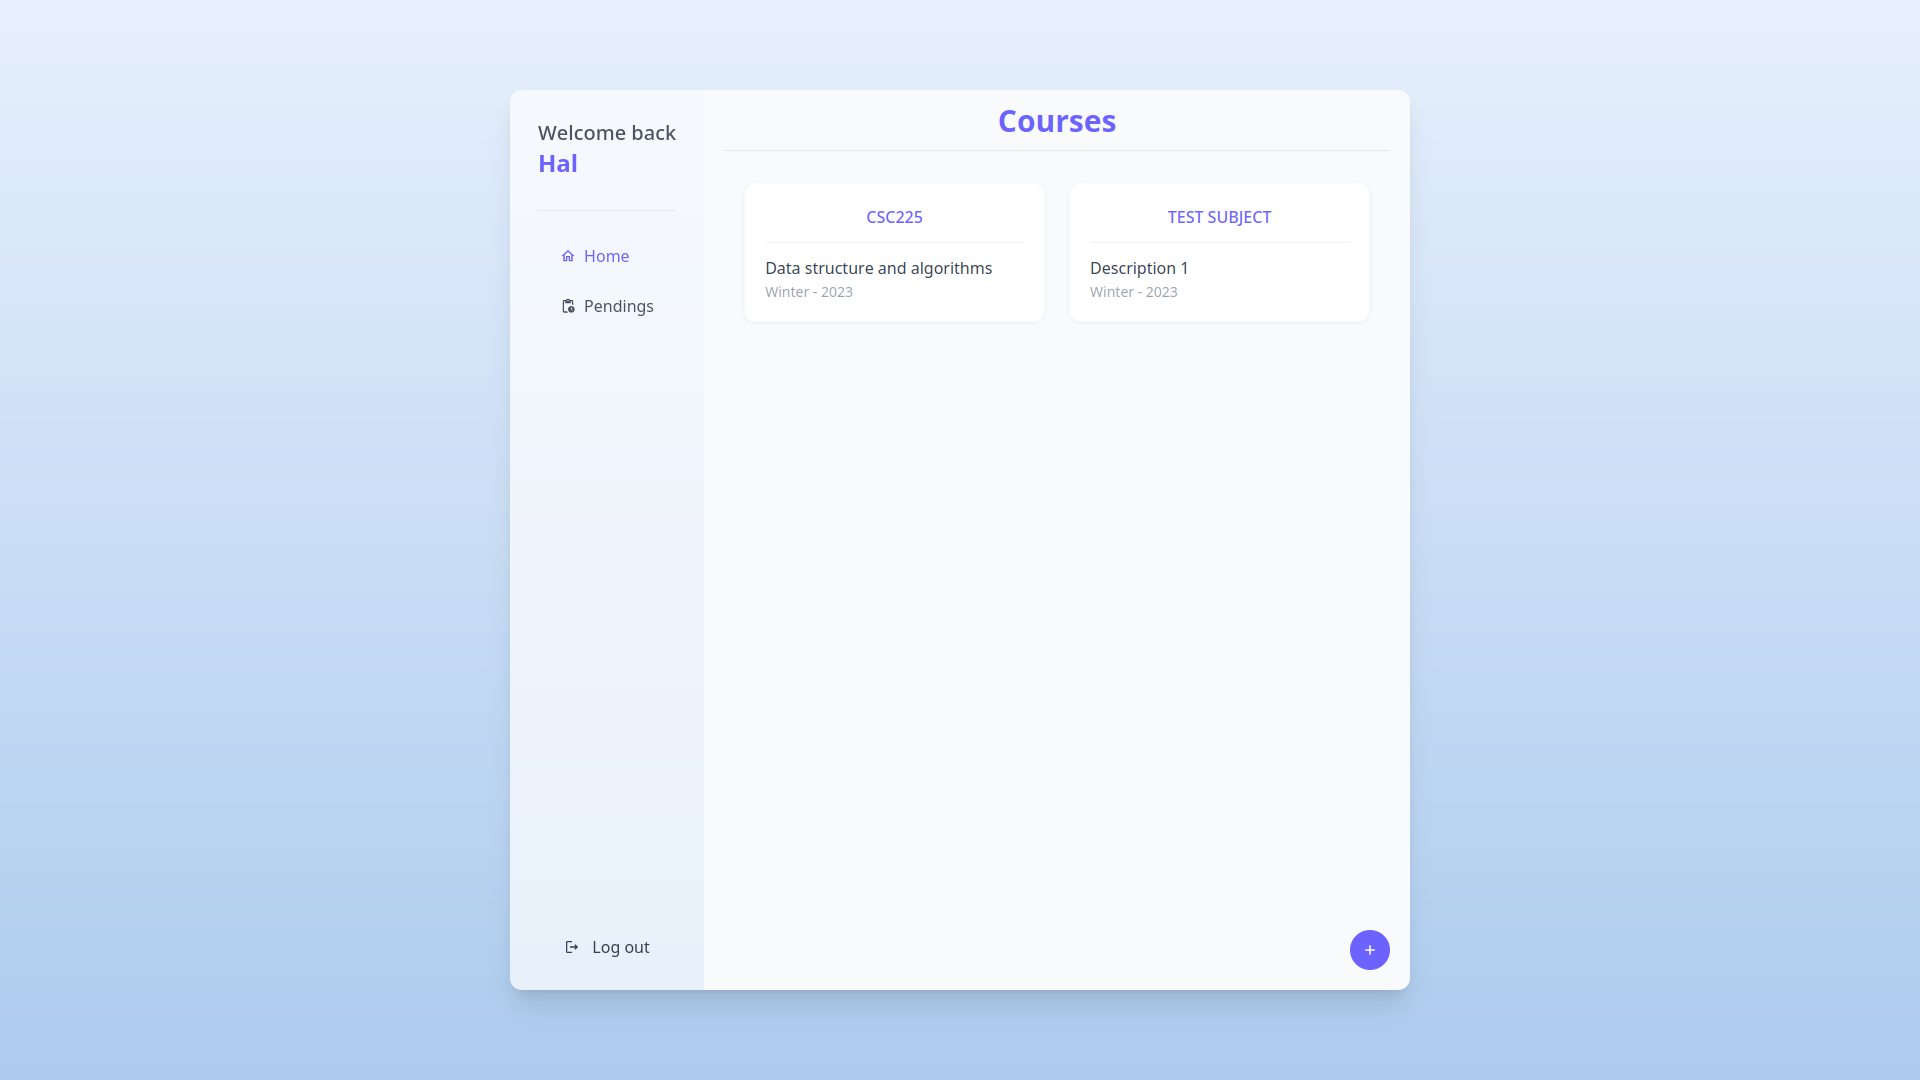 Welcome back
Hal
Home
Pendings
Log out
Courses
CSC225
Data structure and algorithms
Winter - 2023
TEST SUBJECT
Description 1
Winter - 2023
+